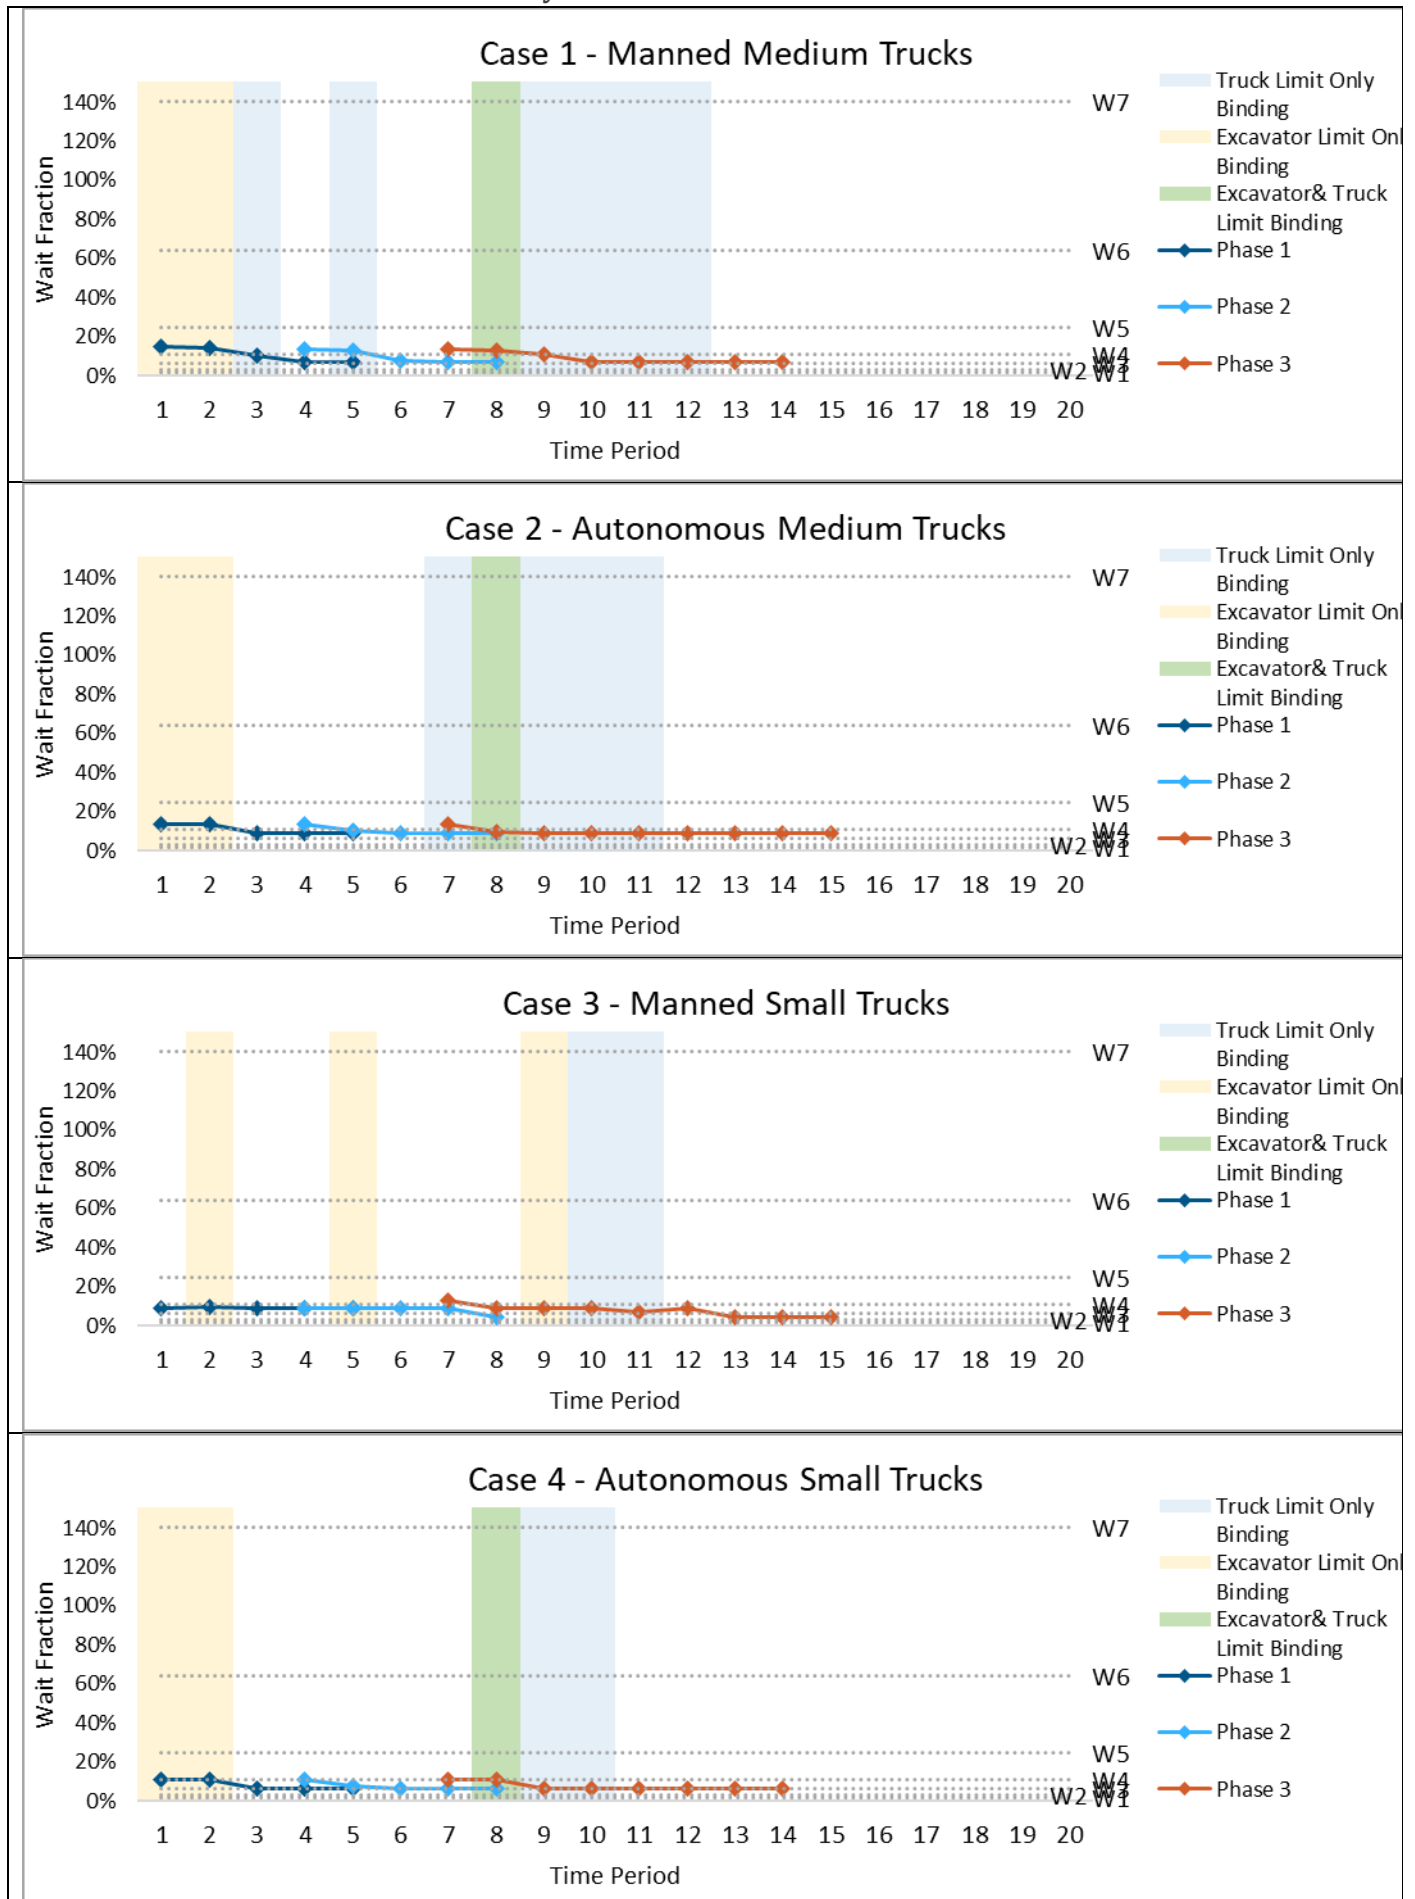 Case 1 - Manned Medium Trucks
Wait Fraction
140%
120%
100%
80%
60%
40%
20%
0%
W7
W6
W5
W4
W3
W2 W1
1 2 3 4 5 6 7 8 9 10 11 12 13 14 15 16 17 18 19 20
Time Period
Truck Limit Only
Binding
Excavator Limit Onl
Binding
Excavator& Truck
Limit Binding
Phase 1
Phase 2
Phase 3
Case 2 - Autonomous Medium Trucks
Wait Fraction
140%
120%
100%
80%
60%
40%
20%
0%
W7
W6
W5
W4
W3
W2 W1
1 2 3 4 5 6 7 8 9 10 11 12 13 14 15 16 17 18 19 20
Time Period
Truck Limit Only
Binding
Excavator Limit Onl
Binding
Excavator& Truck
Limit Binding
Phase 1
Phase 2
Phase 3
Case 3 - Manned Small Trucks
Wait Fraction
140%
120%
100%
80%
60%
40%
20%
0%
W7
W6
W5
W4
W3
W2 W1
1 2 3 4 5 6 7 8 9 10 11 12 13 14 15 16 17 18 19 20
Time Period
Truck Limit Only
Binding
Excavator Limit Onl
Binding
Excavator& Truck
Limit Binding
Phase 1
Phase 2
Phase 3
Case 4 - Autonomous Small Trucks
Wait Fraction
140%
120%
100%
80%
60%
40%
20%
0%
W7
W6
W5
W4
W3
W2 W1
1 2 3 4 5 6 7 8 9 10 11 12 13 14 15 16 17 18 19 20
Time Period
Truck Limit Only
Binding
Excavator Limit Onl
Binding
Excavator& Truck
Limit Binding
Phase 1
Phase 2
Phase 3